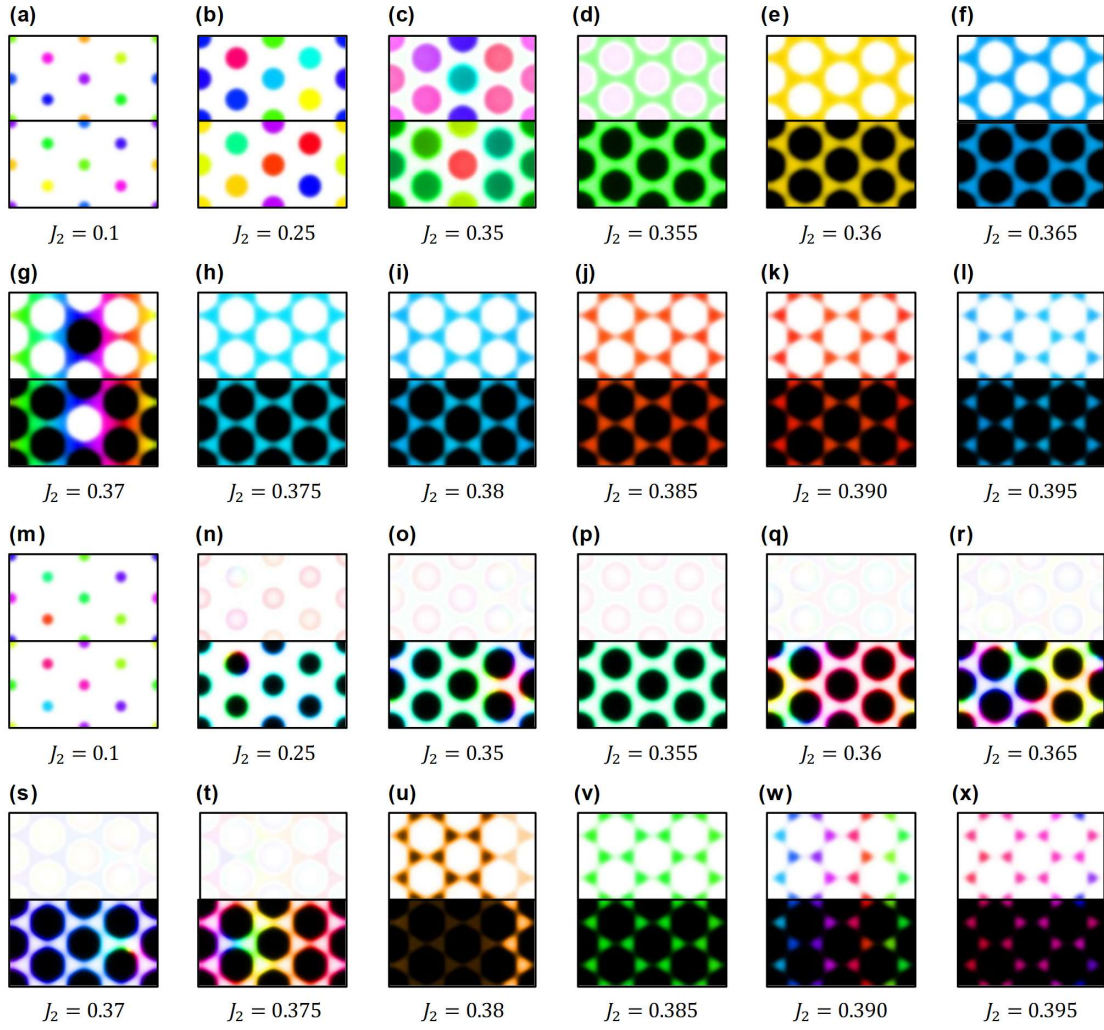 (a) (b) (c) (d) (e) (f)
J₂ = 0.1 J₂ = 0.25 J₂ = 0.35 J₂ = 0.355 J₂ = 0.36 J₂ = 0.365
(g) (h) (i) (j) (k) (l)
J₂ = 0.37 J₂ = 0.375 J₂ = 0.38 J₂ = 0.385 J₂ = 0.390 J₂ = 0.395
(m) (n) (o) (p) (q) (r)
J₂ = 0.1 J₂ = 0.25 J₂ = 0.35 J₂ = 0.355 J₂ = 0.36 J₂ = 0.365
(s) (t) (u) (v) (w) (x)
J₂ = 0.37 J₂ = 0.375 J₂ = 0.38 J₂ = 0.385 J₂ = 0.390 J₂ = 0.395